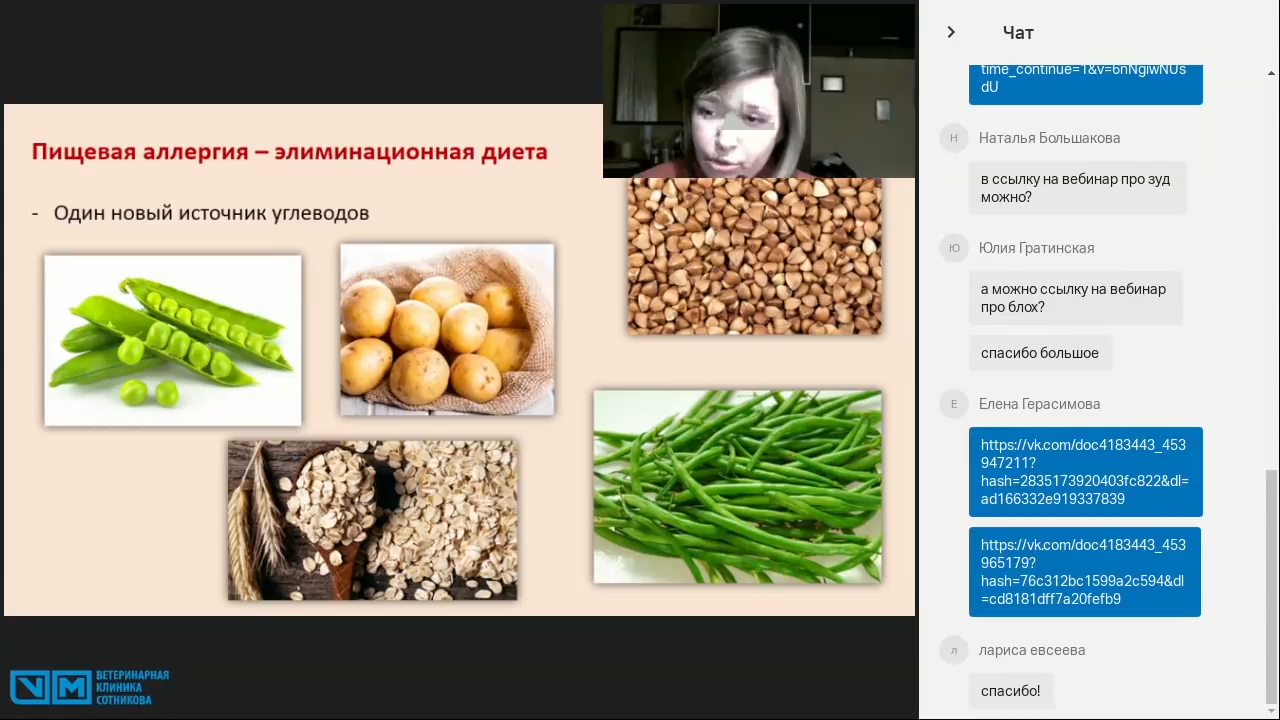 Пищевая аллергия – элиминационная диета
- Один новый источник углеводов
ВЕТЕРИНАРНАЯ
КЛИНИКА
СОТНИКОВА
Чат
time_continue=1&v=6nNgiwNUs
dU
Н
Наталья Большакова
в ссылку на вебинар про зуд
можно?
Ю
Юлия Гратинская
а можно ссылку на вебинар
про блох?
спасибо большое
Е
Елена Герасимова
https://vk.com/doc4183443_453
947211?
hash=2835173920403fc822&dl=
ad166332e919337839
https://vk.com/doc4183443_453
965179?
hash=76c312bc1599a2c594&dl
=cd8181dff7a20fefb9
л
лариса евсеева
спасибо!